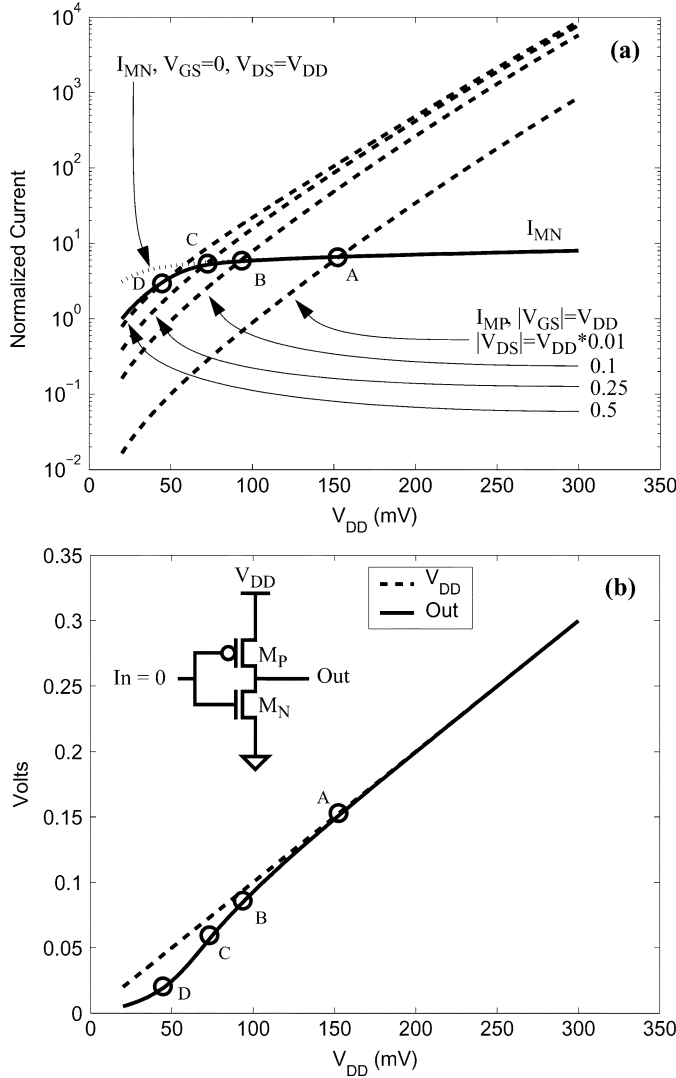 (a)
10^4
10^3
10^2
10^1
10^0
10^−1
10^−2
Normalized Current
I_MN, V_GS=0, V_DS=V_DD
C
D
B
A
I_MN
I_MP, |V_GS|=V_DD
|V_DS|=V_DD*0.01
0.1
0.25
0.5
0 50 100 150 200 250 300 350
V_DD (mV)
(b)
0.35
0.3
0.25
0.2
0.15
0.1
0.05
0
Volts
V_DD
Out
V_DD
M_P
In = 0
Out
M_N
A
B
C
D
0 50 100 150 200 250 300 350
V_DD (mV)